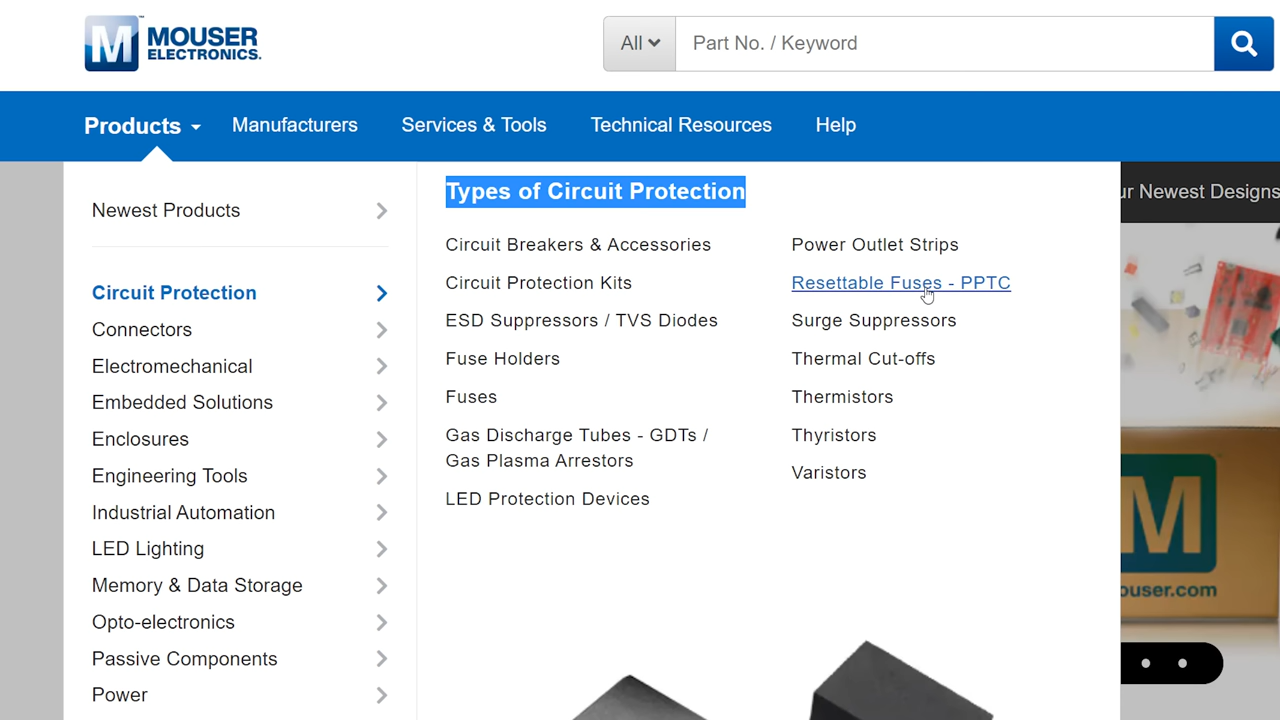 MOUSER
ELECTRONICS.
All
Part No. / Keyword
Products
Manufacturers
Services & Tools
Technical Resources
Help
Newest Products
Circuit Protection
Connectors
Electromechanical
Embedded Solutions
Enclosures
Engineering Tools
Industrial Automation
LED Lighting
Memory & Data Storage
Opto-electronics
Passive Components
Power
Types of Circuit Protection
Circuit Breakers & Accessories
Circuit Protection Kits
ESD Suppressors / TVS Diodes
Fuse Holders
Fuses
Gas Discharge Tubes - GDTs /
Gas Plasma Arrestors
LED Protection Devices
Power Outlet Strips
Resettable Fuses - PPTC
Surge Suppressors
Thermal Cut-offs
Thermistors
Thyristors
Varistors
ur Newest Designs
M
ouser.com